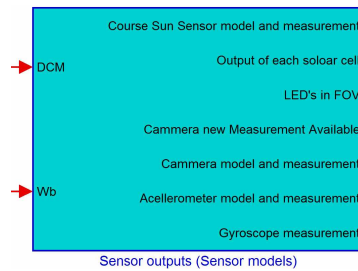 Course Sun Sensor model and measurement
DCM
Output of each soloar cell
LED's in FOV
Cammera new Measurement Available
Cammera model and measurement
Wb
Acellerometer model and measurement
Gyroscope measurement
Sensor outputs (Sensor models)